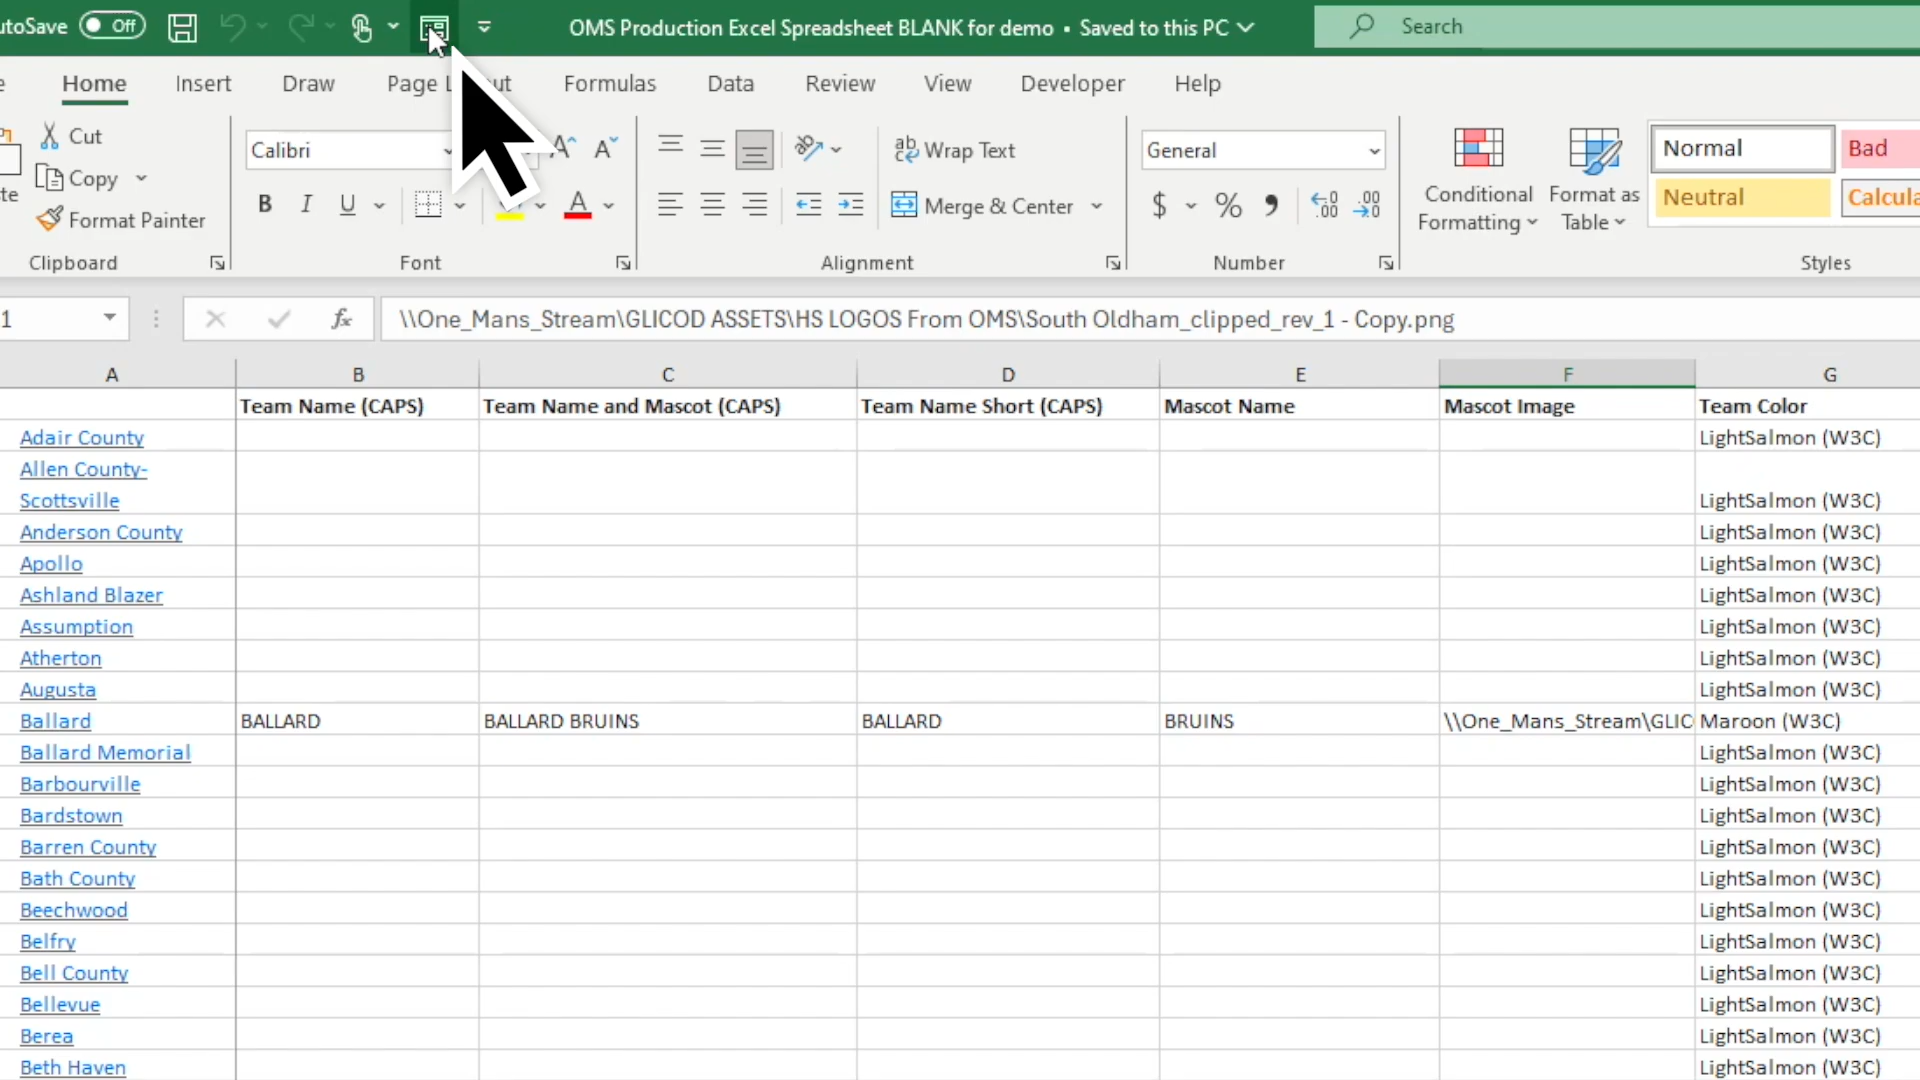 utoSave Off OMS Production Excel Spreadsheet BLANK for demo • Saved to this PC Search
Home Insert Draw Page Formulas Data Review View Developer Help
Cut
Copy
Format Painter
Clipboard
Calibri
B I U A
Font
Wrap Text
Merge & Center
Alignment
General
$ % 9 .00 .00
Number
Conditional Formatting
Format as Table
Normal Bad
Neutral Calcula
Styles
1 fx \\One_Mans_Stream\GLICOD ASSETS\HS LOGOS From OMS\South Oldham_clipped_rev_1 - Copy.png
A B C D E F G
Team Name (CAPS) Team Name and Mascot (CAPS) Team Name Short (CAPS) Mascot Name Mascot Image Team Color
Adair County LightSalmon (W3C)
Allen County-
Scottsville LightSalmon (W3C)
Anderson County LightSalmon (W3C)
Apollo LightSalmon (W3C)
Ashland Blazer LightSalmon (W3C)
Assumption LightSalmon (W3C)
Atherton LightSalmon (W3C)
Augusta LightSalmon (W3C)
Ballard BALLARD BALLARD BRUINS BALLARD BRUINS \\One_Mans_Stream\GLIC Maroon (W3C)
Ballard Memorial LightSalmon (W3C)
Barbourville LightSalmon (W3C)
Bardstown LightSalmon (W3C)
Barren County LightSalmon (W3C)
Bath County LightSalmon (W3C)
Beechwood LightSalmon (W3C)
Belfry LightSalmon (W3C)
Bell County LightSalmon (W3C)
Bellevue LightSalmon (W3C)
Berea LightSalmon (W3C)
Beth Haven LightSalmon (W3C)